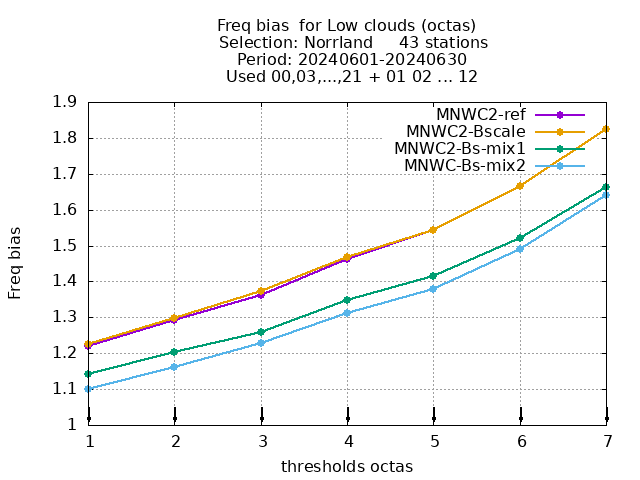 Freq bias  for Low clouds (octas)
Selection: Norrland     43 stations
Period: 20240601-20240630
Used 00,03,...,21 + 01 02 ... 12
MNWC2-ref
MNWC2-Bscale
MNWC2-Bs-mix1
MNWC-Bs-mix2
Freq bias
1.9
1.8
1.7
1.6
1.5
1.4
1.3
1.2
1.1
1
1 2 3 4 5 6 7
thresholds octas